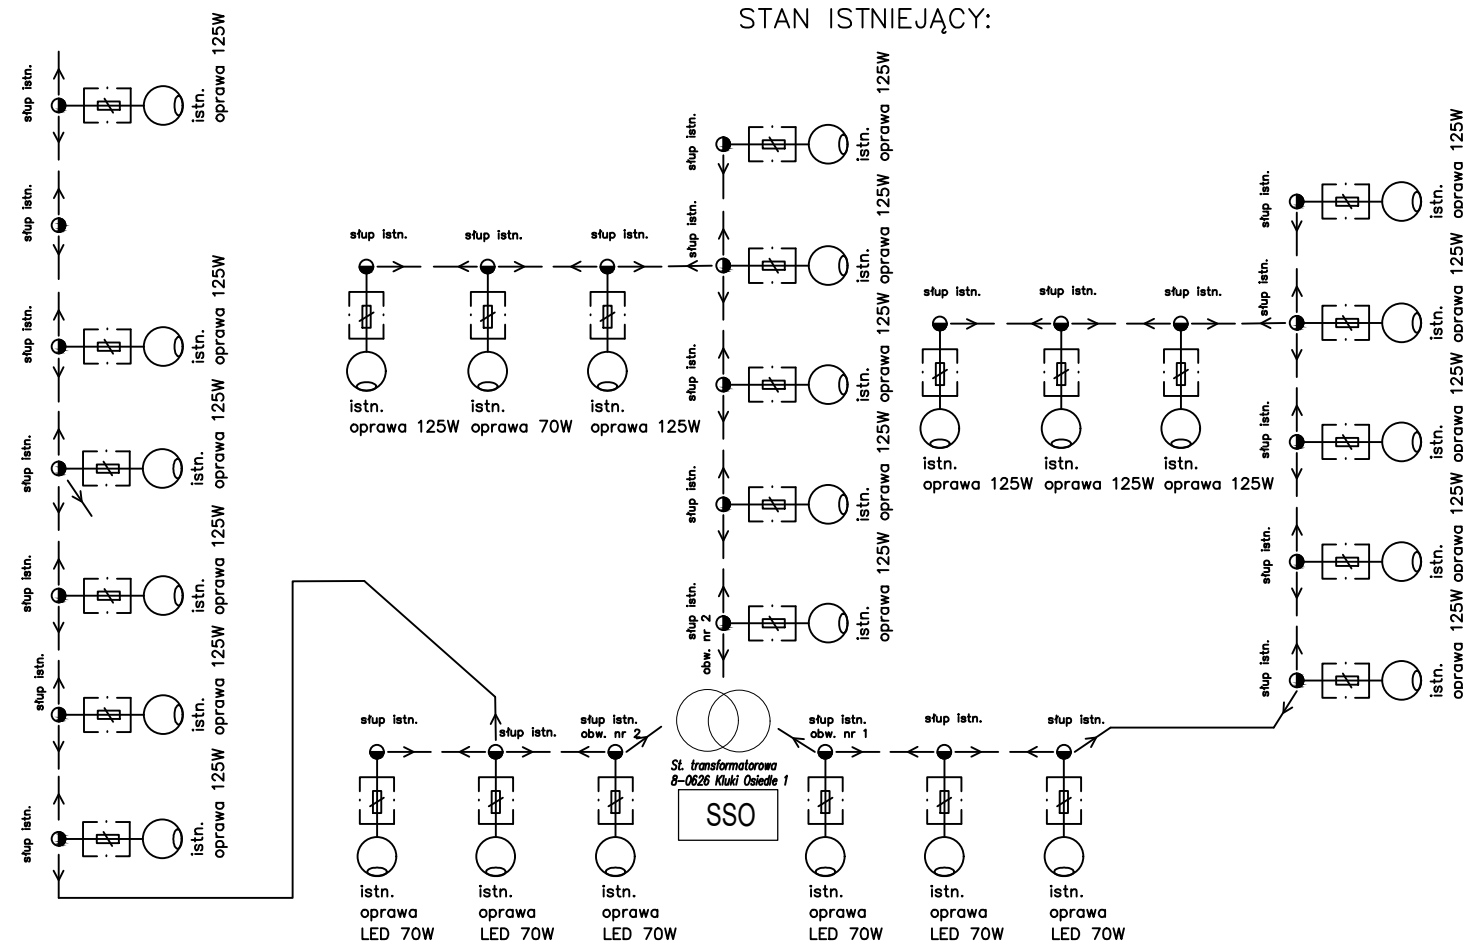 STAN ISTNIEJĄCY:
słup istn.
istn.
oprawa 125W
słup istn.
słup istn.
istn.
oprawa 125W
słup istn.
istn.
oprawa 125W
słup istn.
istn.
oprawa 125W
słup istn.
istn.
oprawa 125W
słup istn.
istn.
oprawa 125W
słup istn.
istn.
oprawa 125W
słup istn.
istn.
oprawa 125W
słup istn.
istn.
oprawa 125W
słup istn.
istn.
oprawa 125W
słup istn.
obw. nr 2
istn.
oprawa 125W
słup istn.
słup istn.
słup istn.
istn.
oprawa 125W
istn.
oprawa 70W
istn.
oprawa 125W
słup istn.
istn.
oprawa 125W
słup istn.
istn.
oprawa 125W
słup istn.
istn.
oprawa 125W
słup istn.
istn.
oprawa 125W
słup istn.
istn.
oprawa 125W
słup istn.
słup istn.
słup istn.
istn.
oprawa 125W
istn.
oprawa 125W
istn.
oprawa 125W
słup istn.
słup istn.
słup istn.
obw. nr 2
słup istn.
obw. nr 1
słup istn.
słup istn.
St. transformatorowa
8-0626 Kluki Osiedle 1
SSO
istn.
oprawa
LED 70W
istn.
oprawa
LED 70W
istn.
oprawa
LED 70W
istn.
oprawa
LED 70W
istn.
oprawa
LED 70W
istn.
oprawa
LED 70W